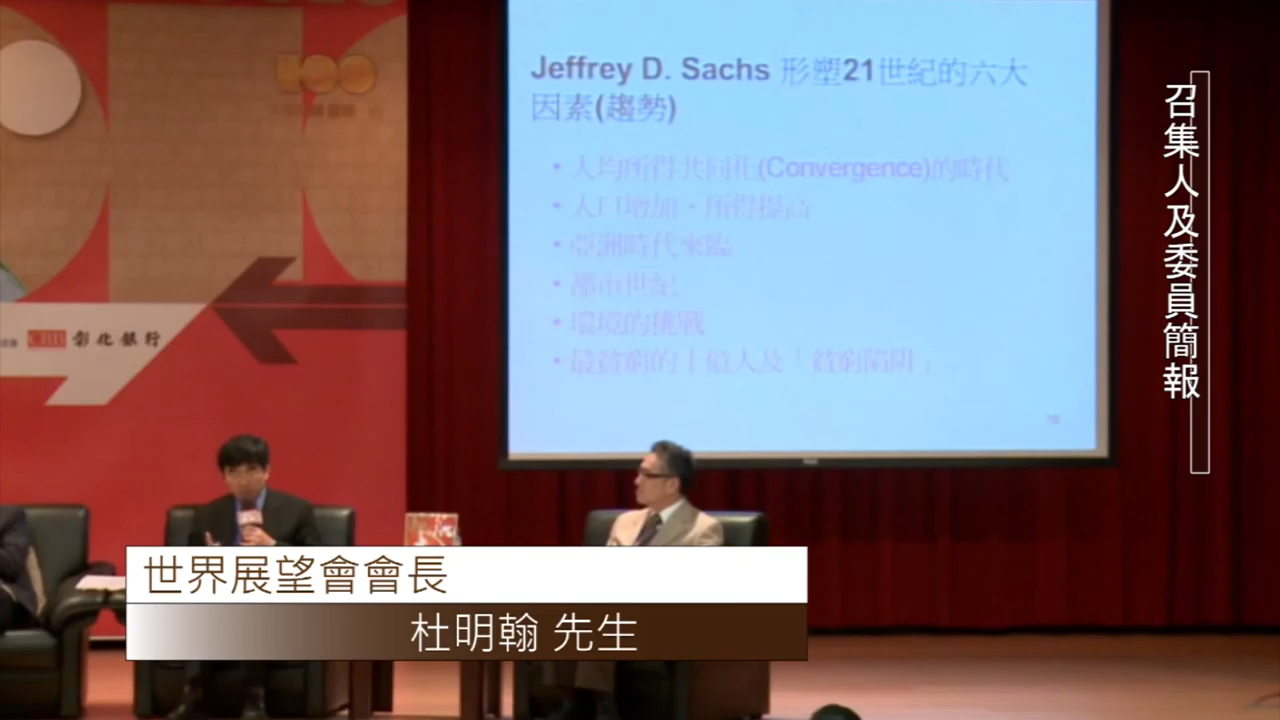 100
CHB 彰化銀行
Jeffrey D. Sachs 形塑21世紀的六大
因素(趨勢)
• 人均所得共同化(Convergence)的時代
• 人口增加、所得提高
• 亞洲時代來臨
• 都市世紀
• 環境的挑戰
• 最貧窮的十億人及「貧窮陷阱」
召集人及委員簡報
世界展望會會長
杜明翰 先生